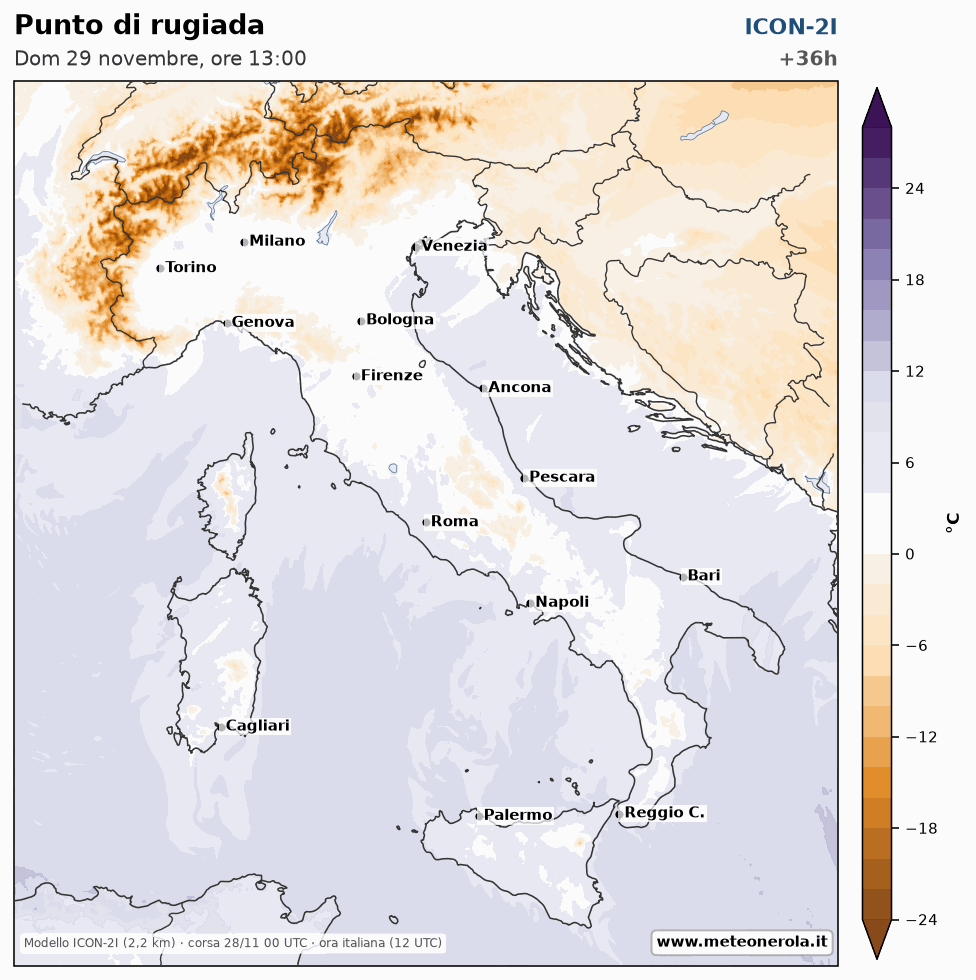 Punto di rugiada
ICON-2I
Dom 29 novembre, ore 13:00
+36h
Milano
Venezia
Torino
Genova
Bologna
Firenze
Ancona
Pescara
Roma
Bari
Napoli
Cagliari
Palermo
Reggio C.
24
18
12
6
0
−6
−12
−18
−24
°C
Modello ICON-2I (2,2 km) · corsa 28/11 00 UTC · ora italiana (12 UTC)
www.meteonerola.it